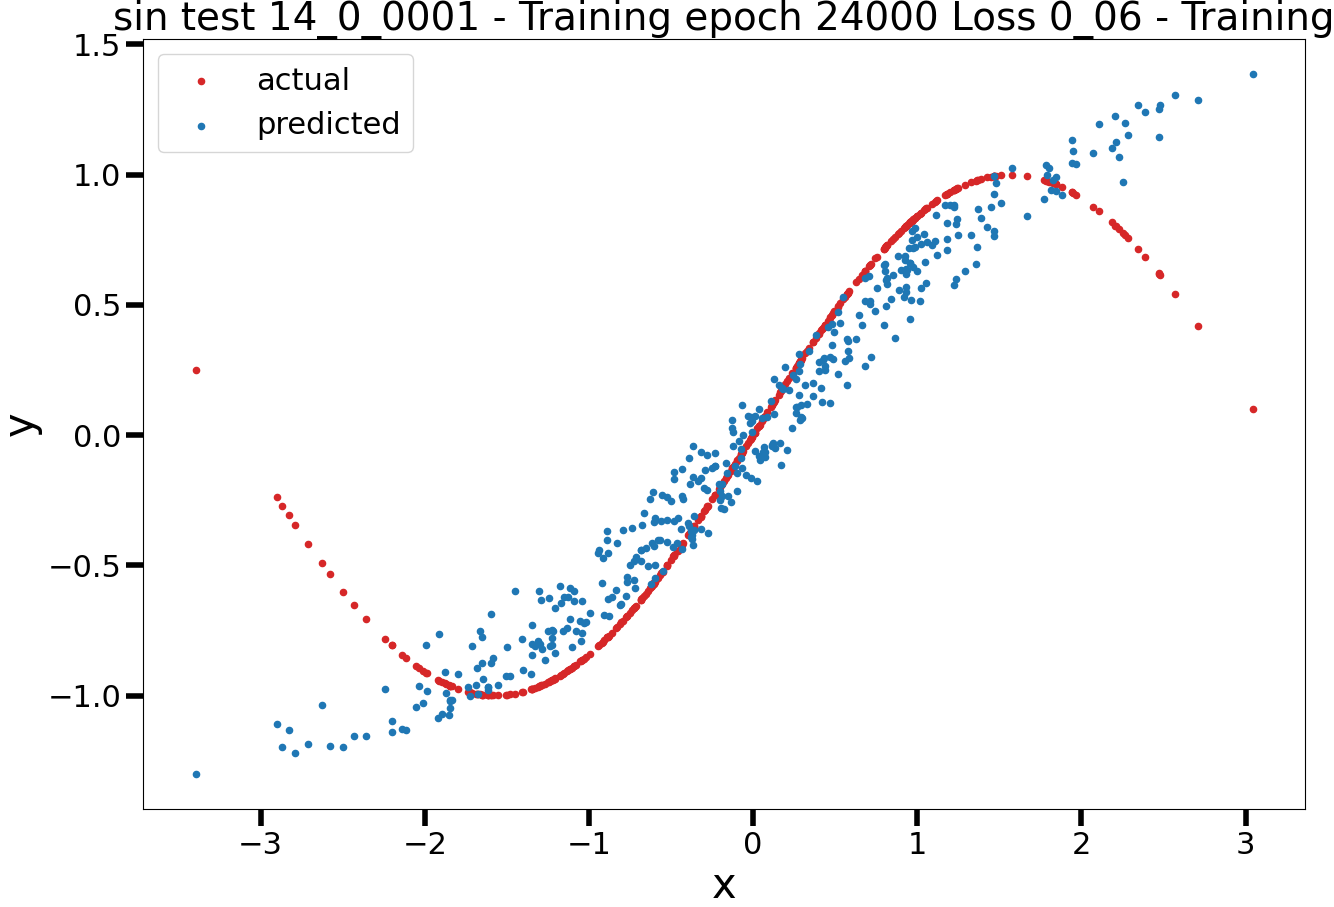 sin test 14_0_0001 - Training epoch 24000 Loss 0_06 - Training
actual
predicted
1.5
1.0
0.5
0.0
−0.5
−1.0
y
−3 −2 −1 0 1 2 3
x